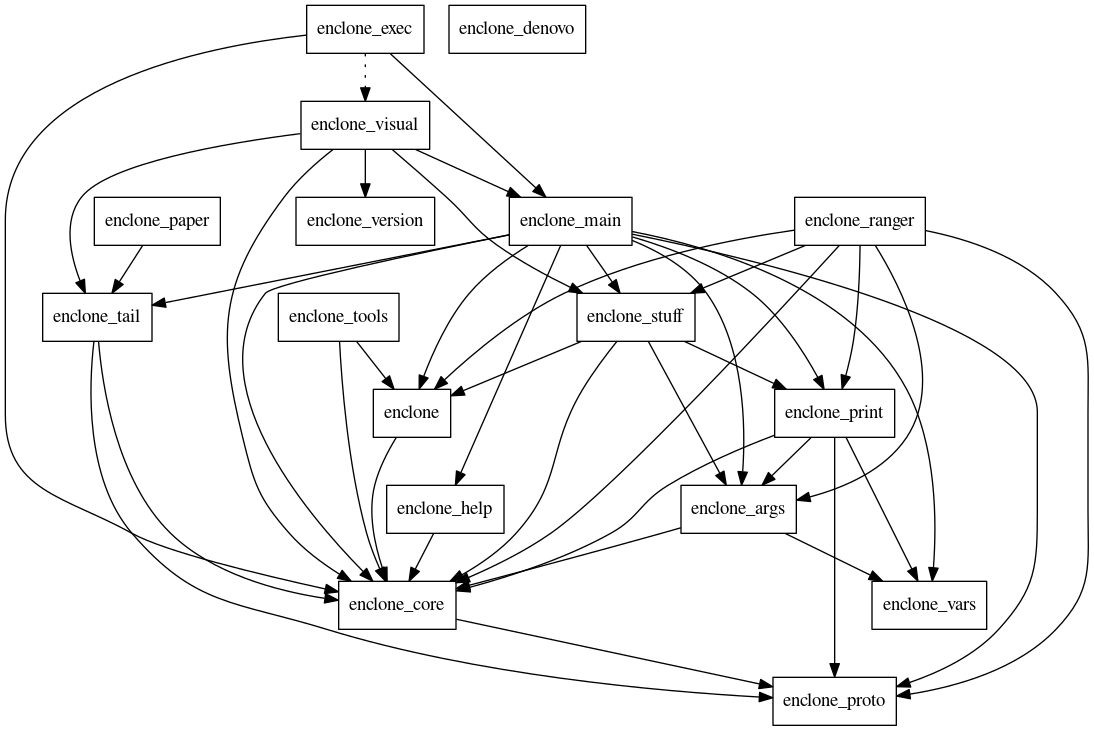 enclone_exec
enclone_denovo
enclone_visual
enclone_paper
enclone_version
enclone_main
enclone_ranger
enclone_tail
enclone_tools
enclone_stuff
enclone
enclone_print
enclone_help
enclone_args
enclone_core
enclone_vars
enclone_proto